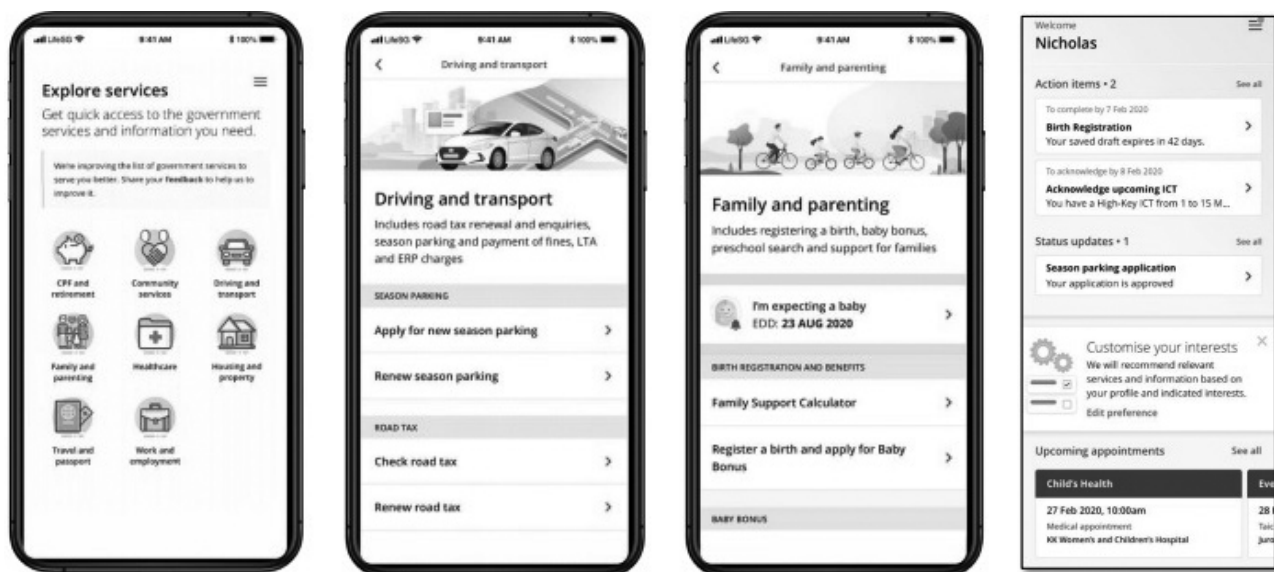 LifeSG
9:41 AM
100%
Explore services
Get quick access to the government
services and information you need.
We're improving the list of government services to
serve you better. Share your feedback to help us to
improve it.
CPF and
retirement
Community
services
Driving and
transport
Family and
parenting
Healthcare
Housing and
property
Travel and
passport
Work and
employment
LifeSG
9:41 AM
100%
Driving and transport
Driving and transport
Includes road tax renewal and enquiries,
season parking and payment of fines, LTA
and ERP charges
SEASON PARKING
Apply for new season parking
Renew season parking
ROAD TAX
Check road tax
Renew road tax
LifeSG
9:41 AM
100%
Family and parenting
Family and parenting
Includes registering a birth, baby bonus,
preschool search and support for families
I'm expecting a baby
EDD: 23 AUG 2020
BIRTH REGISTRATION AND BENEFITS
Family Support Calculator
Register a birth and apply for Baby
Bonus
BABY BONUS
Welcome
Nicholas
Action items • 2
See all
To complete by 7 Feb 2020
Birth Registration
Your saved draft expires in 42 days.
To acknowledge by 8 Feb 2020
Acknowledge upcoming ICT
You have a High-Key ICT from 1 to 15 M...
Status updates • 1
See all
Season parking application
Your application is approved
Customise your interests
We will recommend relevant
services and information based on
your profile and indicated interests.
Edit preference
Upcoming appointments
See all
Child's Health
27 Feb 2020, 10:00am
Medical appointment
KK Women's and Children's Hospital
Eve
28
Taic
Juro